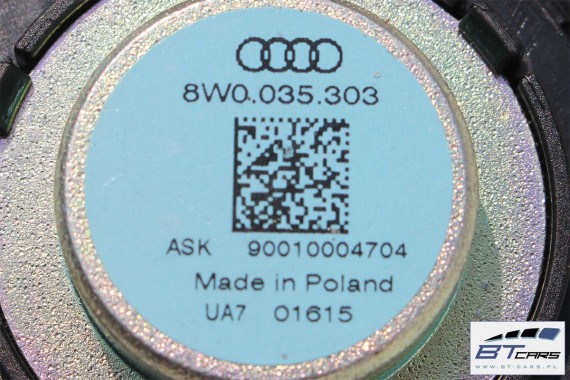 8W0.035.303
ASK 90010004704
Made in Poland
UA7 01615
BT CARS
WWW.BT-CARS.PL